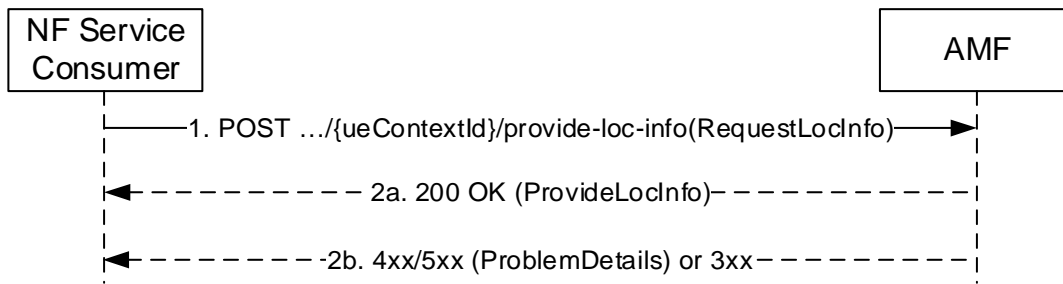 NF Service
Consumer
AMF
1. POST …/{ueContextId}/provide-loc-info(RequestLocInfo)
2a. 200 OK (ProvideLocInfo)
2b. 4xx/5xx (ProblemDetails) or 3xx